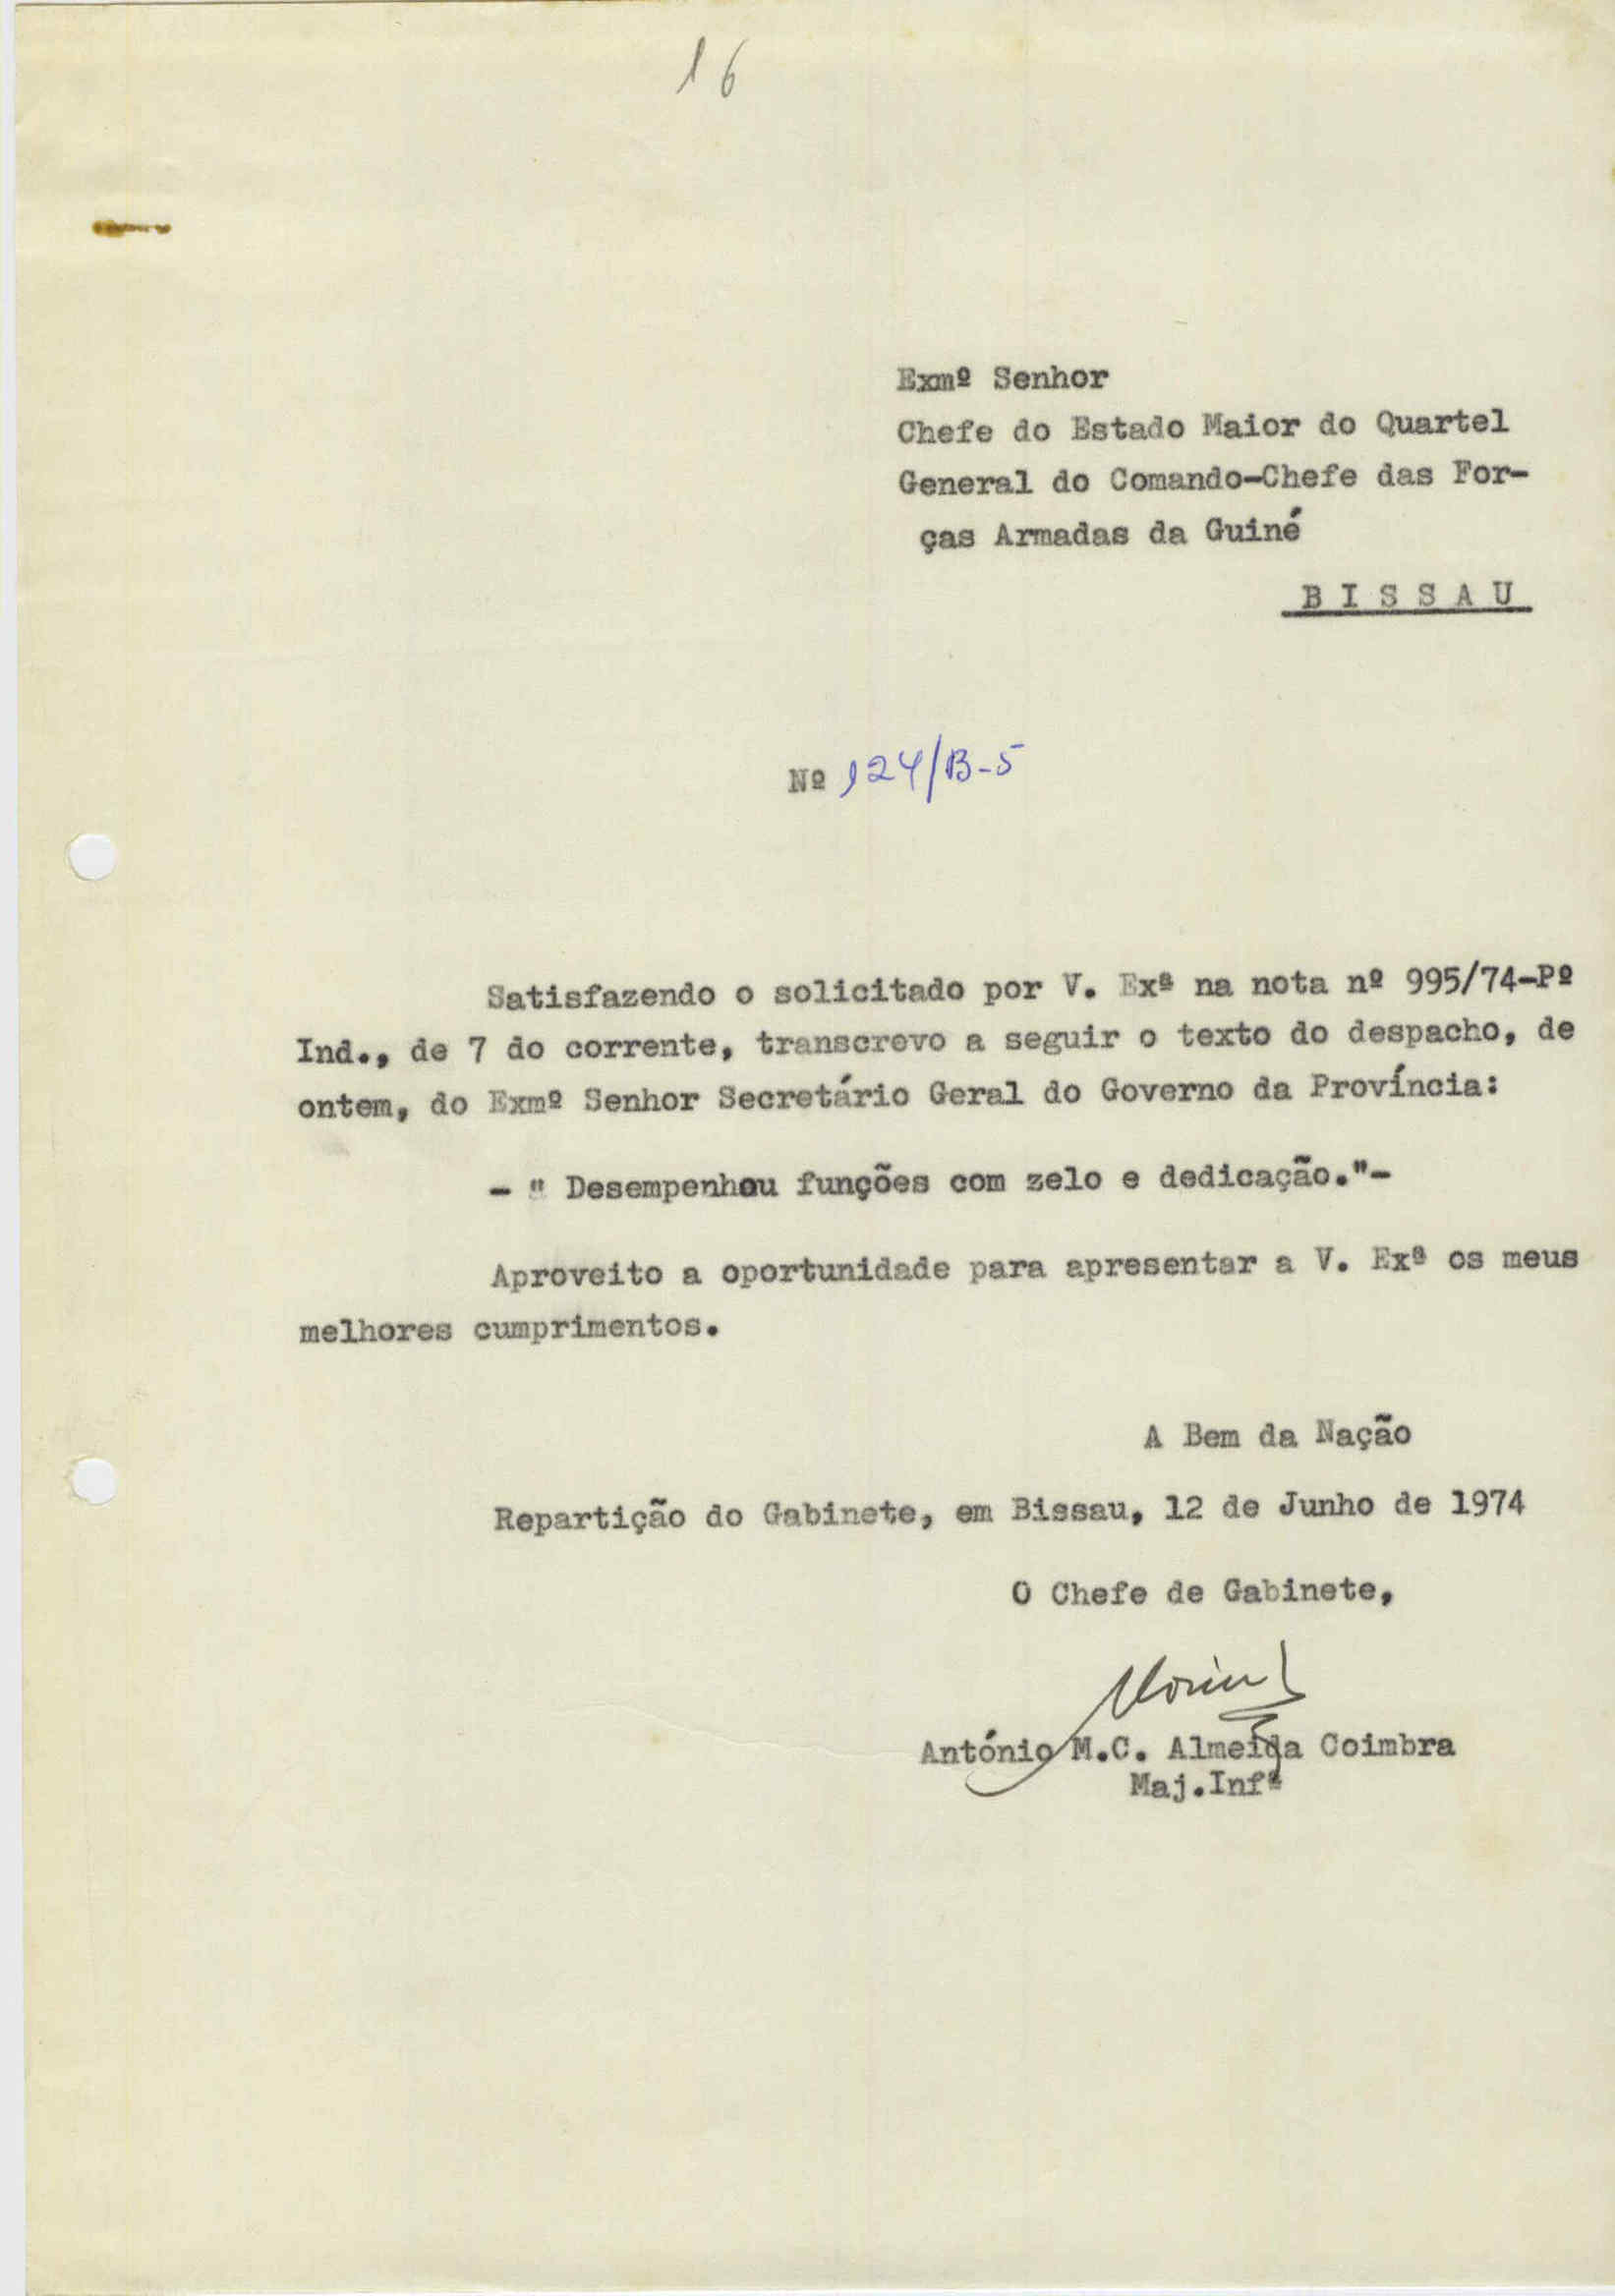 16
Exmº Senhor
Chefe do Estado Maior do Quartel
General do Comando-Chefe das For-
ças Armadas da Guiné
B I S S A U
Nº 124/B-5
Satisfazendo o solicitado por V. Exª na nota nº 995/74-Pº
Ind., de 7 do corrente, transcrevo a seguir o texto do despacho, de
ontem, do Exmº Senhor Secretário Geral do Governo da Província:
- " Desempenhou funções com zelo e dedicação."-
Aproveito a oportunidade para apresentar a V. Exª os meus
melhores cumprimentos.
A Bem da Nação
Repartição do Gabinete, em Bissau, 12 de Junho de 1974
O Chefe de Gabinete,
António M.C. Almeida Coimbra
Maj.Infª